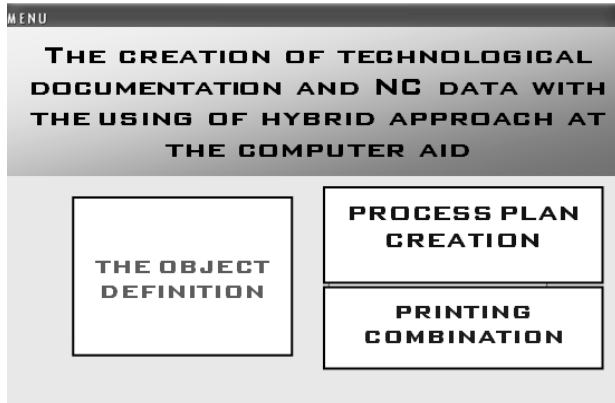 MENU
THE CREATION OF TECHNOLOGICAL
DOCUMENTATION AND NC DATA WITH
THE USING OF HYBRID APPROACH AT
THE COMPUTER AID
THE OBJECT
DEFINITION
PROCESS PLAN
CREATION
PRINTING
COMBINATION